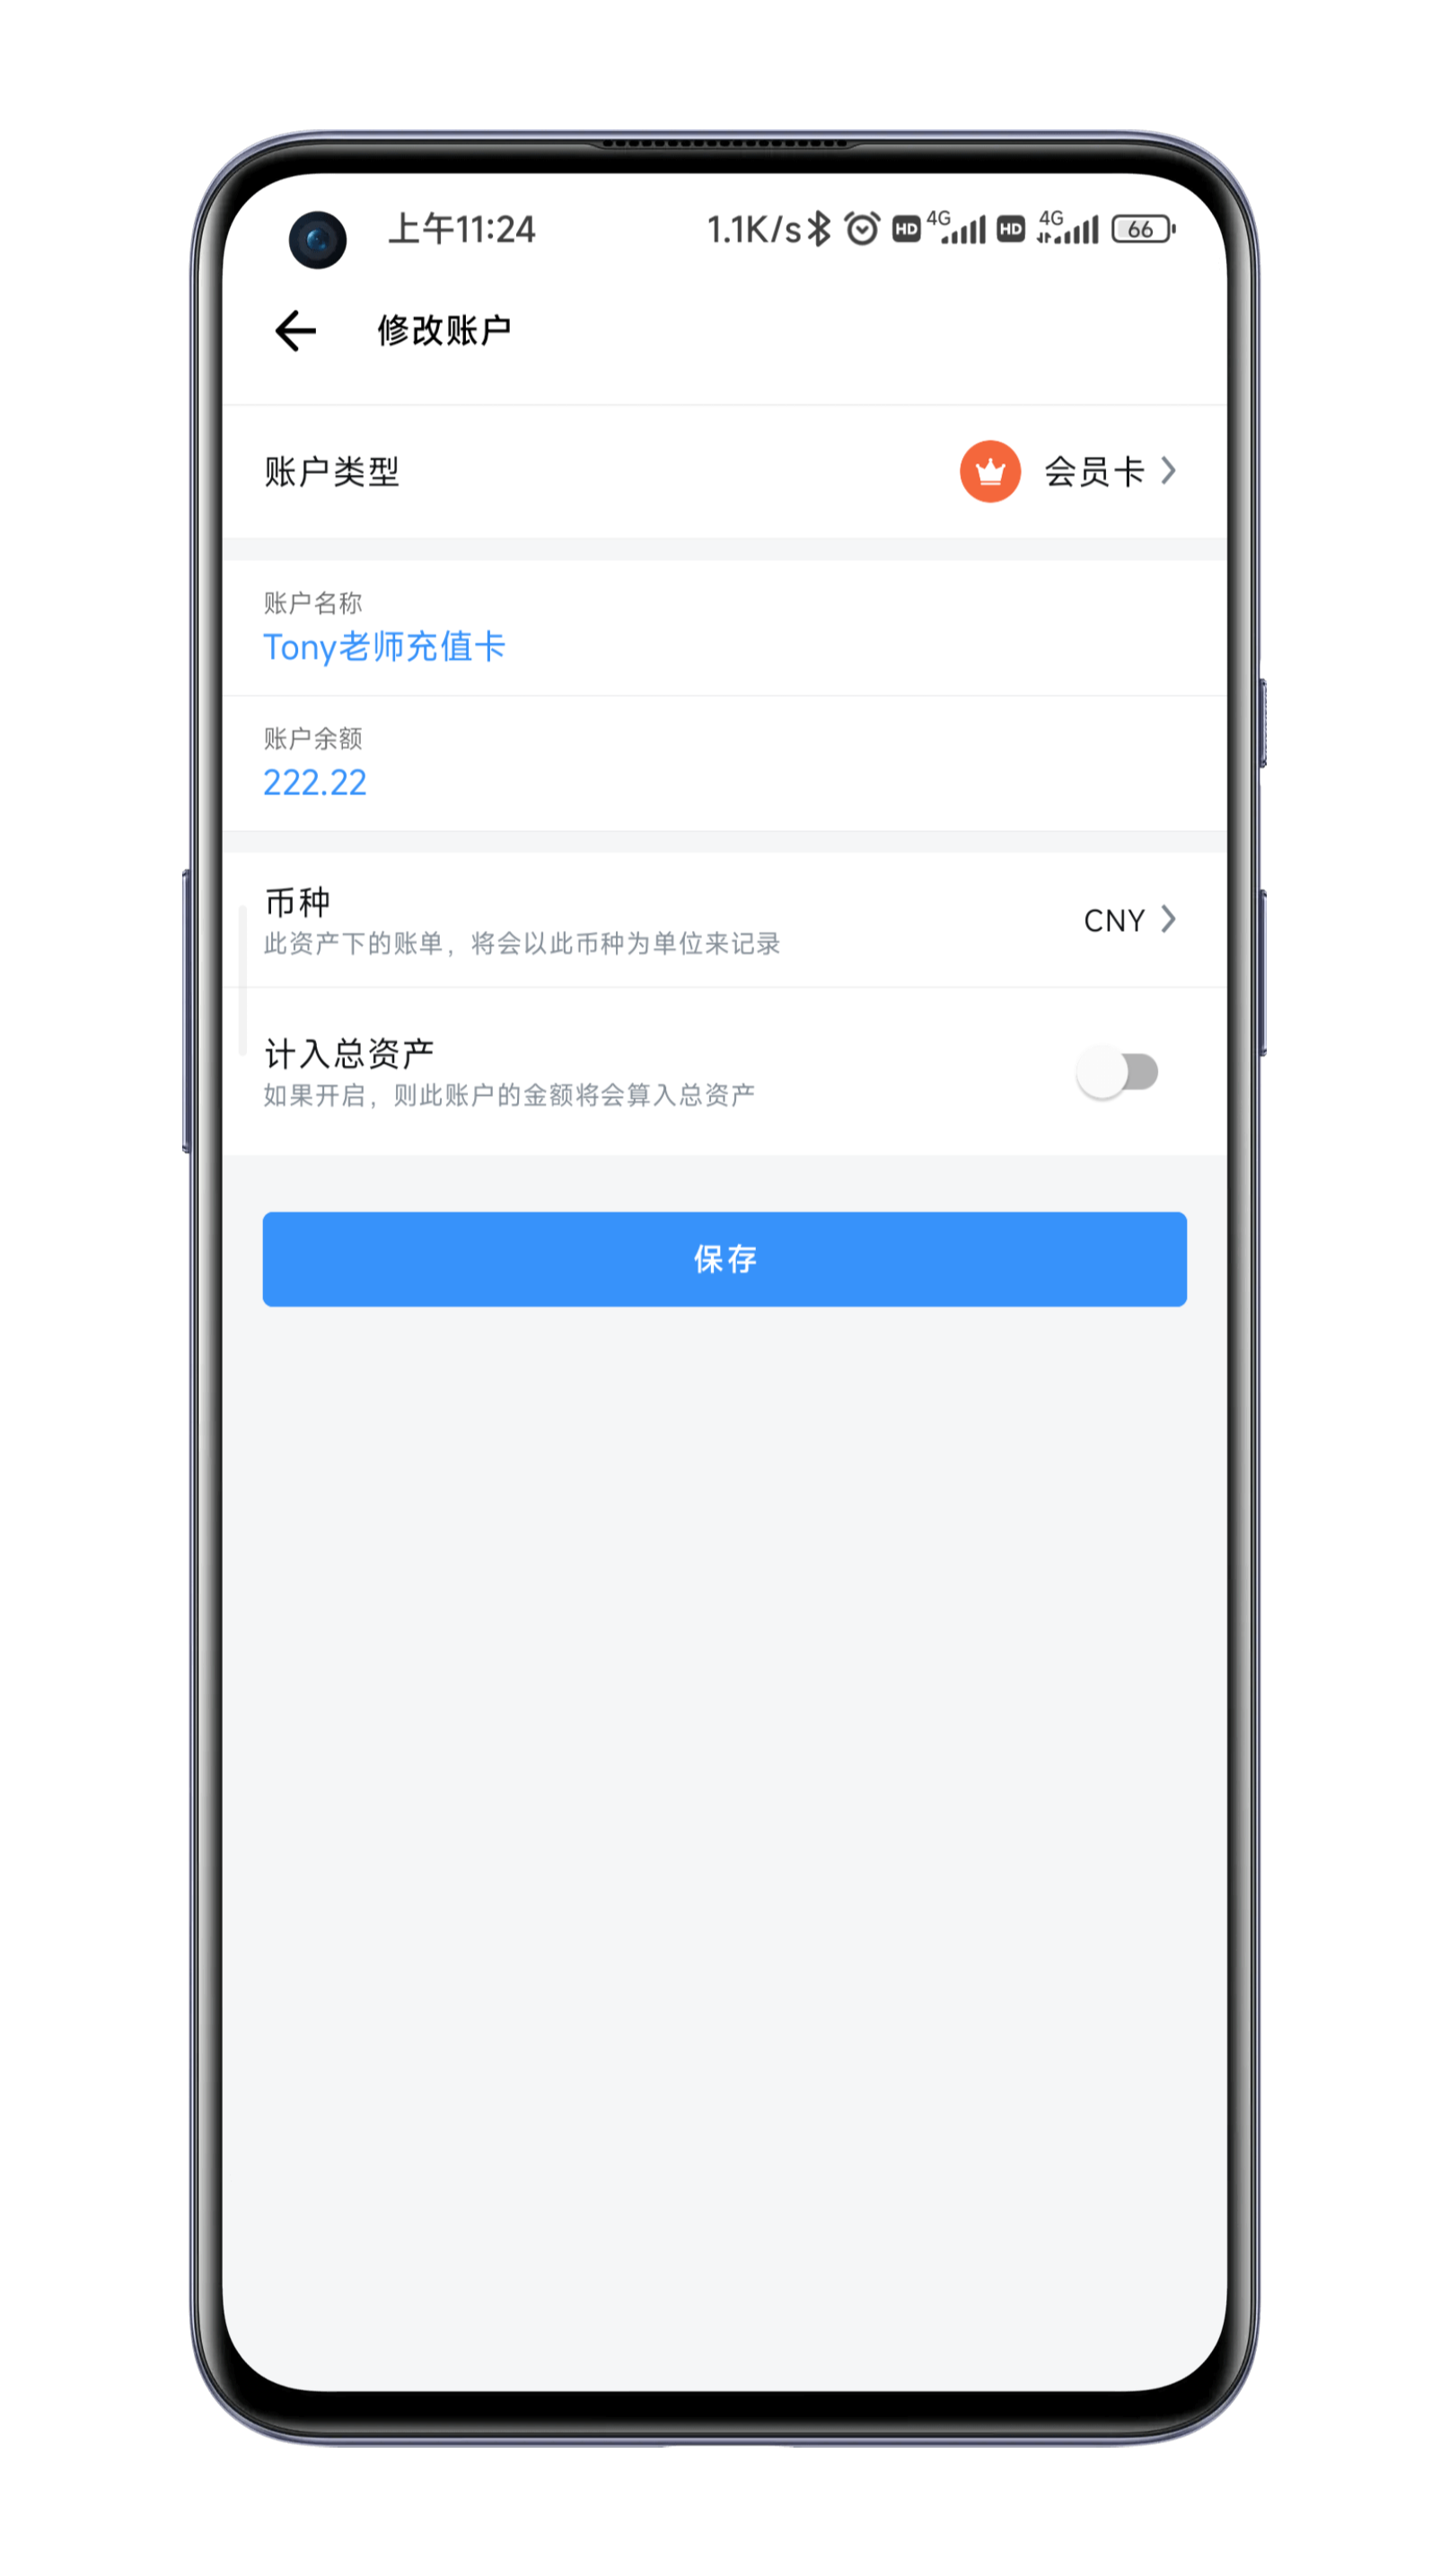 上午11:24 1.1K/s HD 4G HD 4G 66
修改账户
账户类型 会员卡
账户名称
Tony老师充值卡
账户余额
222.22
币种
此资产下的账单，将会以此币种为单位来记录
CNY
计入总资产
如果开启，则此账户的金额将会算入总资产
保存